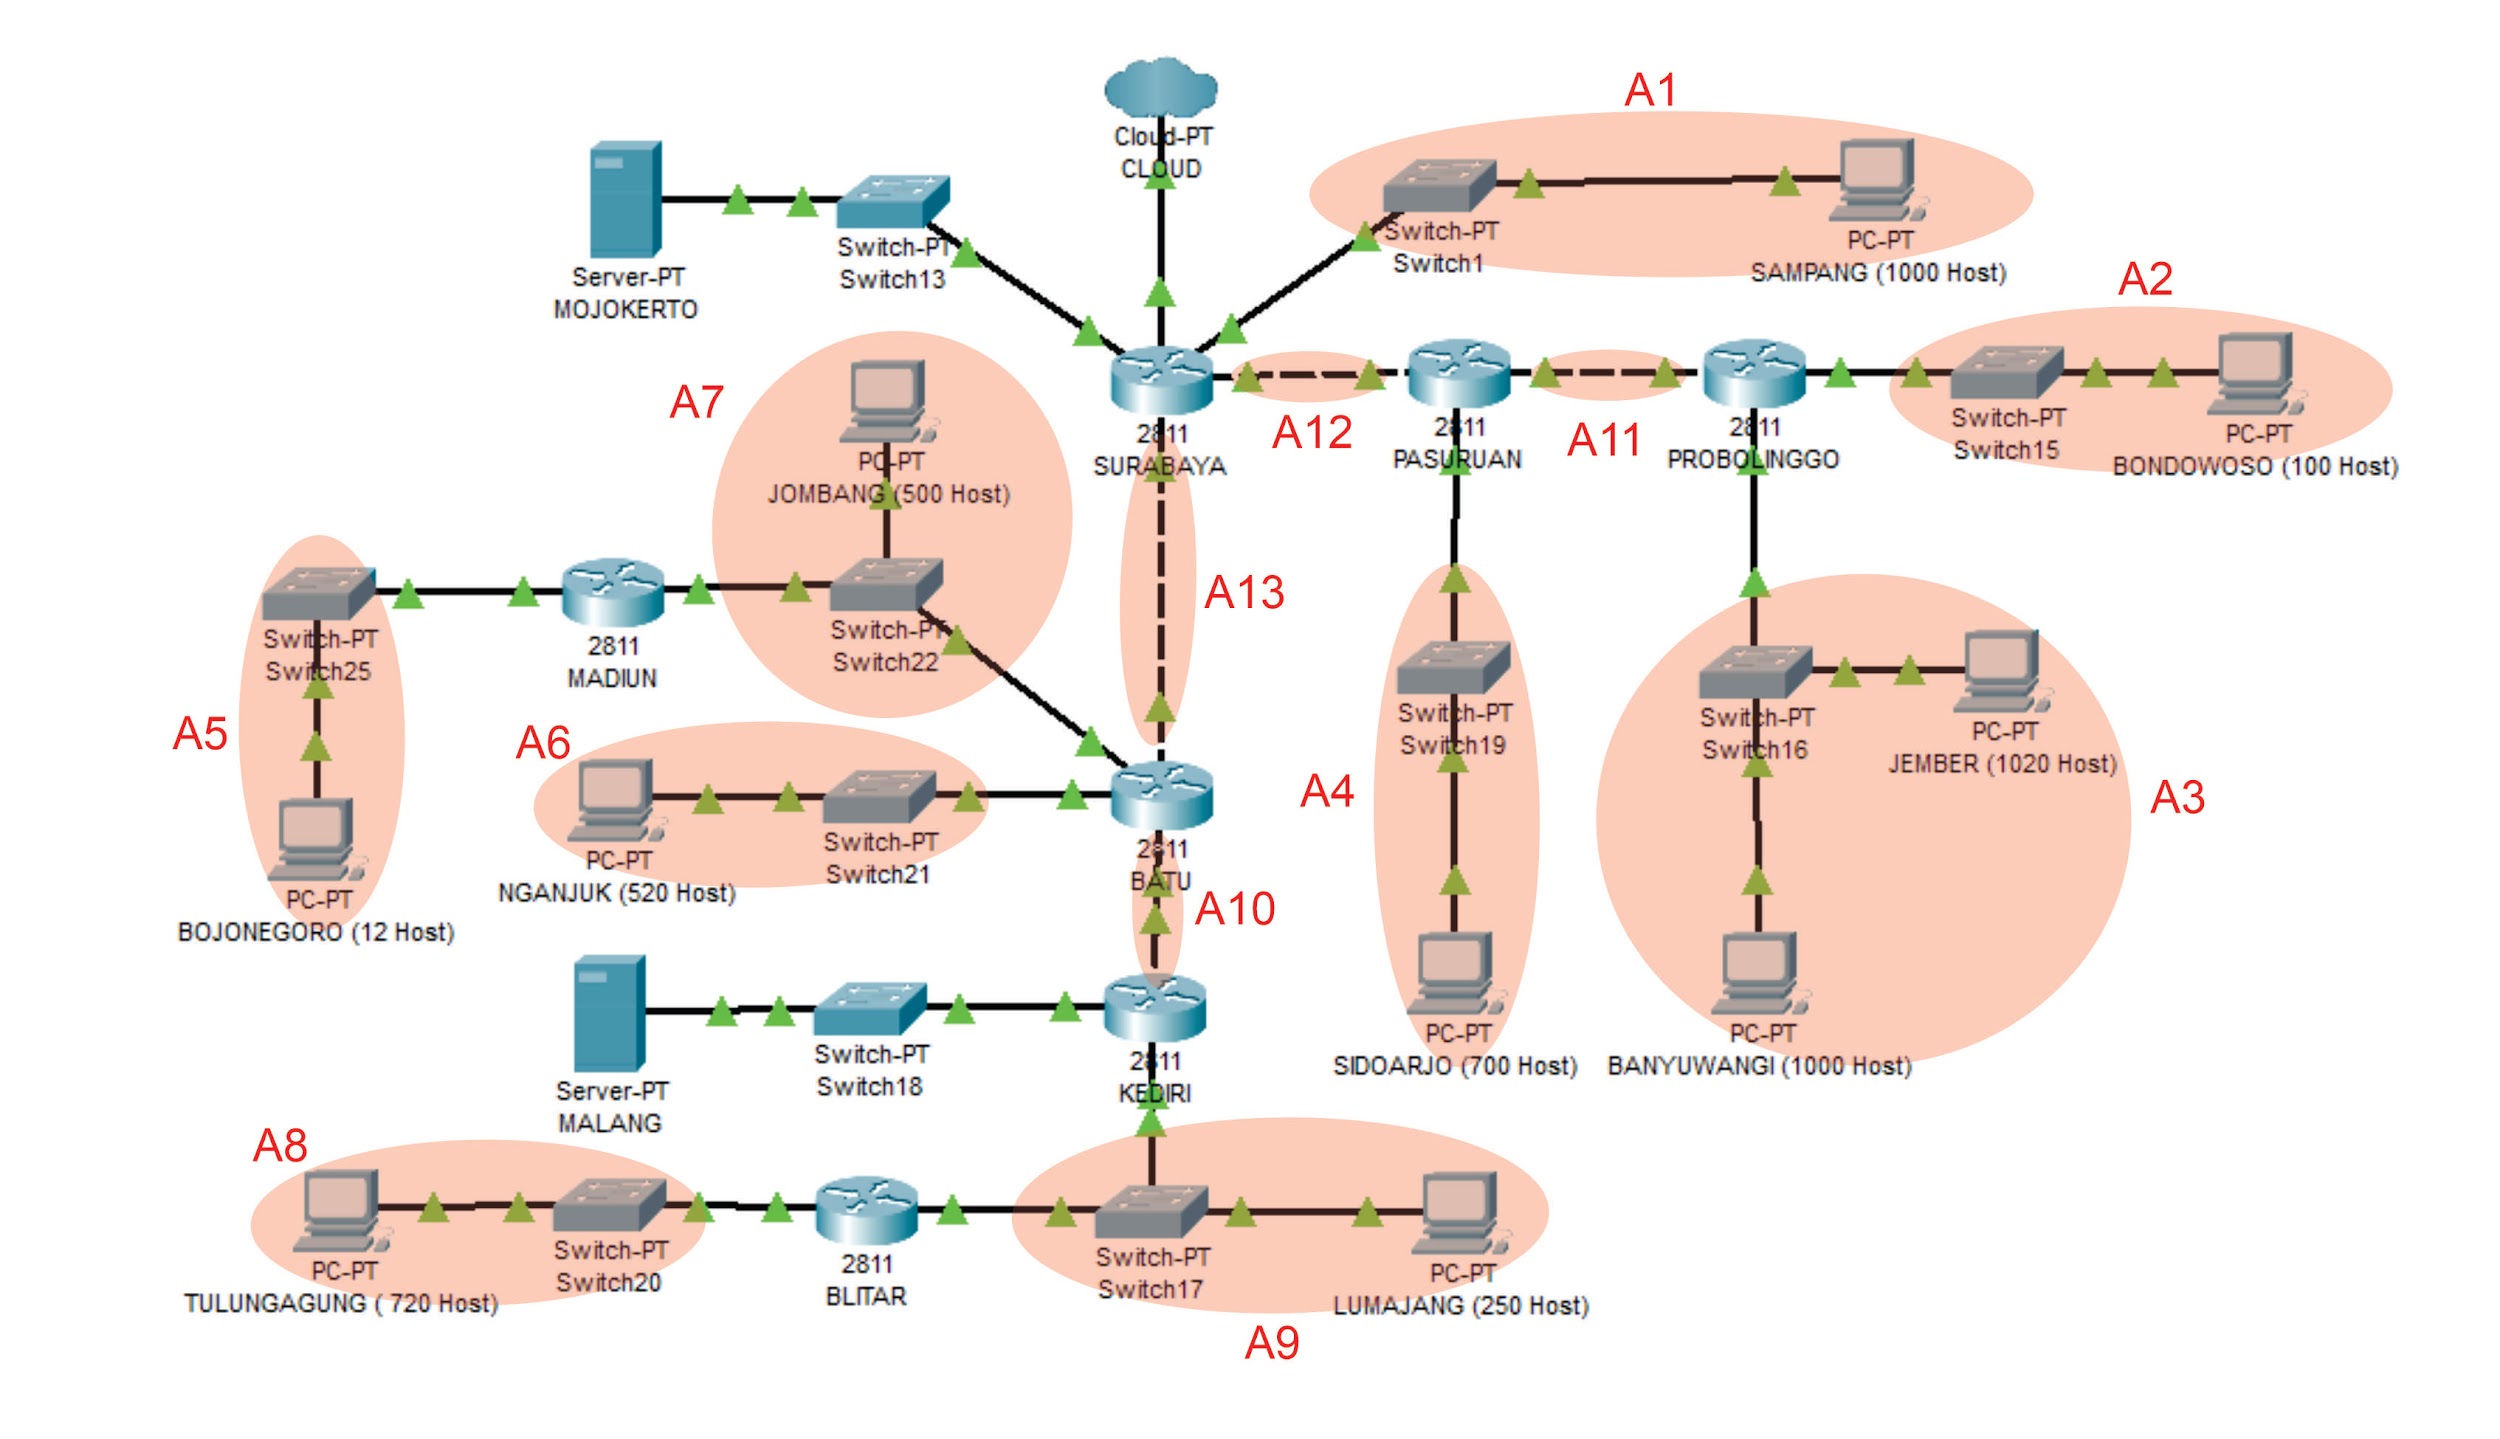 A1
Cloud-PT
CLOUD
Switch-PT
Switch1
PC-PT
SAMPANG (1000 Host)
Switch-PT
Switch13
Server-PT
MOJOKERTO
A2
Switch-PT
Switch15
PC-PT
BONDOWOSO (100 Host)
A7
PC-PT
JOMBANG (500 Host)
2811
SURABAYA
A12
2811
PASURUAN
A11
2811
PROBOLINGGO
Switch-PT
Switch25
2811
MADIUN
Switch-PT
Switch22
A13
A5
PC-PT
BOJONEGORO (12 Host)
A6
PC-PT
NGANJUK (520 Host)
Switch-PT
Switch21
2811
BATU
A10
A4
Switch-PT
Switch19
PC-PT
SIDOARJO (700 Host)
Switch-PT
Switch16
PC-PT
JEMBER (1020 Host)
A3
PC-PT
BANYUWANGI (1000 Host)
Server-PT
MALANG
Switch-PT
Switch18
2811
KEDIRI
A8
PC-PT
TULUNGAGUNG ( 720 Host)
Switch-PT
Switch20
2811
BLITAR
Switch-PT
Switch17
PC-PT
LUMAJANG (250 Host)
A9